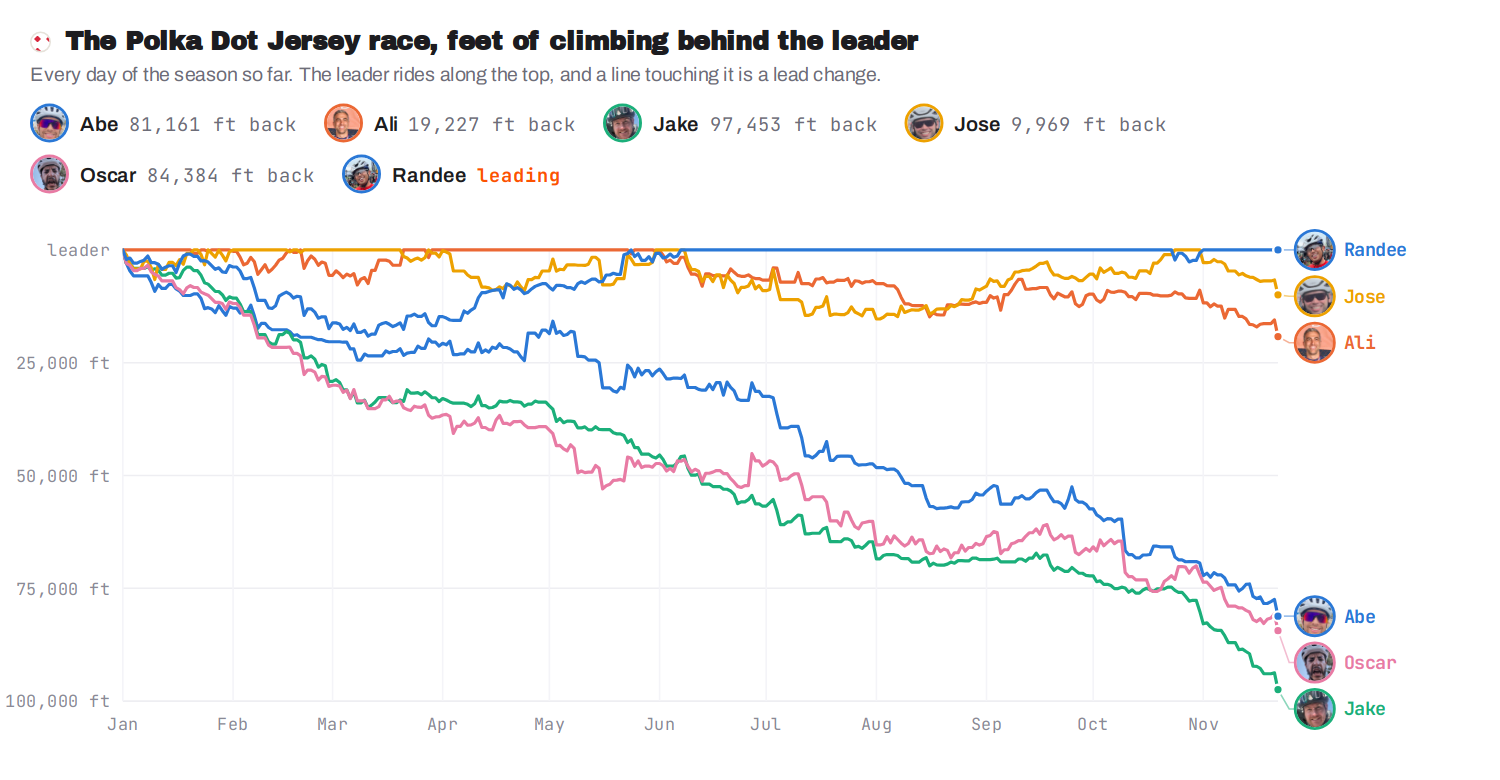 The Polka Dot Jersey race, feet of climbing behind the leader
Every day of the season so far. The leader rides along the top, and a line touching it is a lead change.
Abe 81,161 ft back Ali 19,227 ft back Jake 97,453 ft back Jose 9,969 ft back
Oscar 84,384 ft back Randee leading
leader
25,000 ft
50,000 ft
75,000 ft
100,000 ft
Jan Feb Mar Apr May Jun Jul Aug Sep Oct Nov
Randee
Jose
Ali
Abe
Oscar
Jake